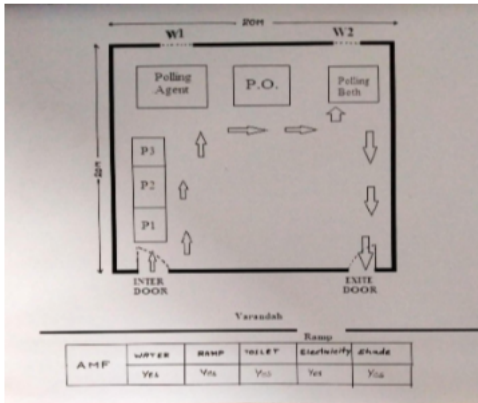 20M
W1
W2
Polling
Agent
P.O.
Polling
Both
20M
P3
P2
P1
INTER
DOOR
EXITE
DOOR
Varandah
Ramp
AMF WATER RAMP TOILET Electricity Shade
Yes Yes Yes Yes Yes